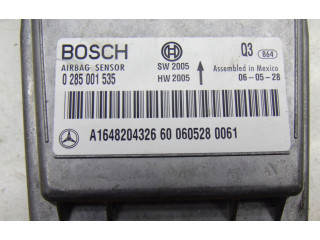 BOSCH
SW 2005
Q3 864
AIRBAG SENSOR
HW 2005
Assembled in Mexico
0 285 001 535
06-05-28
A1648204326 60 060528 0061